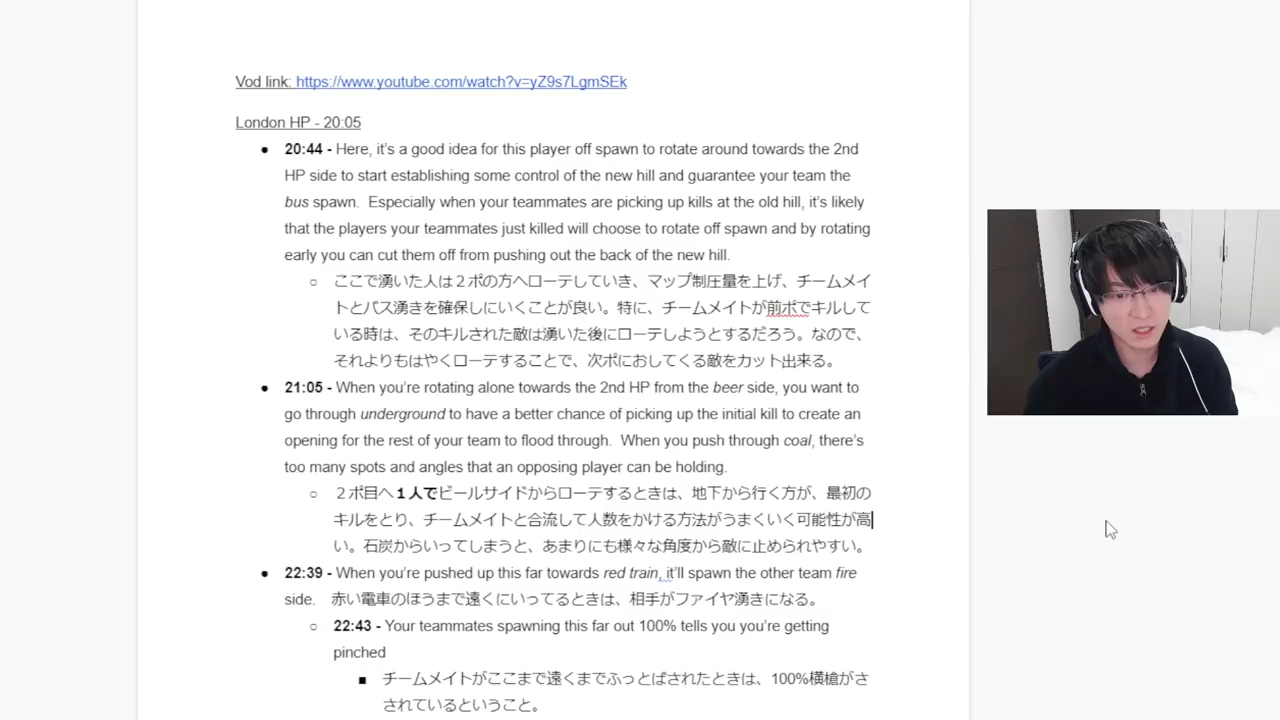 Vod link: https://www.youtube.com/watch?v=yZ9s7LgmSEk
London HP - 20:05
● 20:44 - Here, it's a good idea for this player off spawn to rotate around towards the 2nd
HP side to start establishing some control of the new hill and guarantee your team the
bus spawn.  Especially when your teammates are picking up kills at the old hill, it's likely
that the players your teammates just killed will choose to rotate off spawn and by rotating
early you can cut them off from pushing out the back of the new hill.
○ ここで湧いた人は２ポの方へローテしていき、マップ制圧量を上げ、チームメイ
トとバス湧きを確保しにいくことが良い。特に、チームメイトが前ポでキルして
いる時は、そのキルされた敵は湧いた後にローテしようとするだろう。なので、
それよりもはやくローテすることで、次ポにおしてくる敵をカット出来る。
● 21:05 - When you're rotating alone towards the 2nd HP from the beer side, you want to
go through underground to have a better chance of picking up the initial kill to create an
opening for the rest of your team to flood through.  When you push through coal, there's
too many spots and angles that an opposing player can be holding.
○ ２ポ目へ１人でビールサイドからローテするときは、地下から行く方が、最初の
キルをとり、チームメイトと合流して人数をかける方法がうまくいく可能性が高
い。石炭からいってしまうと、あまりにも様々な角度から敵に止められやすい。
● 22:39 - When you're pushed up this far towards red train, it'll spawn the other team fire
side.　赤い電車のほうまで遠くにいってるときは、相手がファイヤ湧きになる。
○ 22:43 - Your teammates spawning this far out 100% tells you you're getting
pinched
■ チームメイトがここまで遠くまでふっとばされたときは、100%横槍がさ
されているということ。